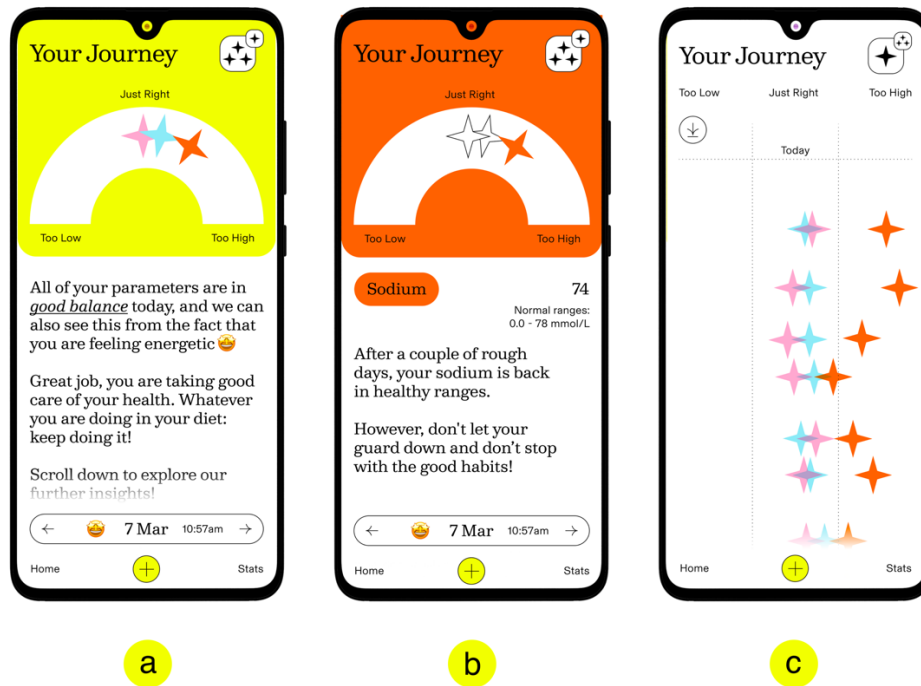 Your Journey
Just Right
Too Low
Too High
All of your parameters are in
good balance today, and we can
also see this from the fact that
you are feeling energetic 🤩
Great job, you are taking good
care of your health. Whatever
you are doing in your diet:
keep doing it!
Scroll down to explore our
further insights!
← 🤩 7 Mar 10:57am →
Home
+
Stats
a
Your Journey
Just Right
Too Low
Too High
Sodium
74
Normal ranges:
0.0 - 78 mmol/L
After a couple of rough
days, your sodium is back
in healthy ranges.
However, don't let your
guard down and don’t stop
with the good habits!
← 🤩 7 Mar 10:57am →
Home
+
Stats
b
Your Journey
Too Low
Just Right
Too High
Today
Home
+
Stats
c